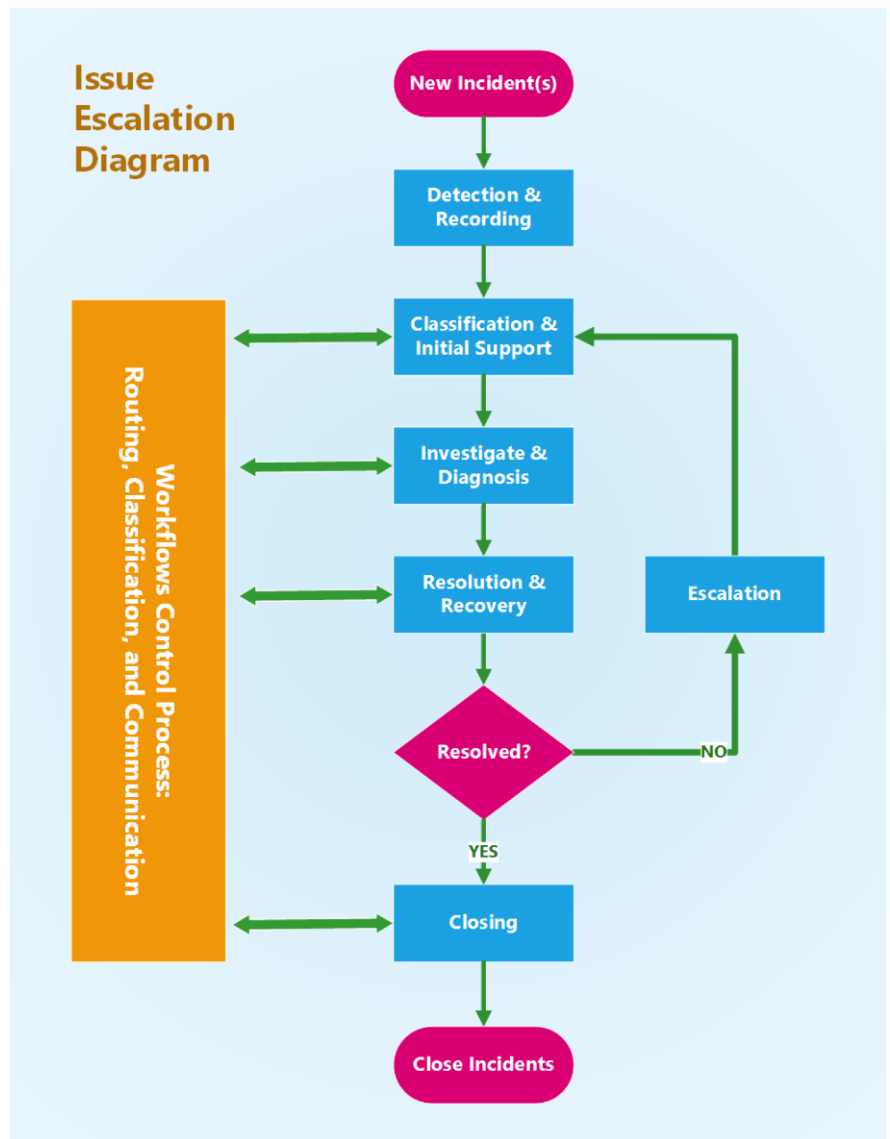 Issue
Escalation
Diagram
New Incident(s)
Detection &
Recording
Classification &
Initial Support
Investigate &
Diagnosis
Resolution &
Recovery
Escalation
Workflows Control Process:
Routing, Classification, and Communication
Resolved?
NO
YES
Closing
Close Incidents